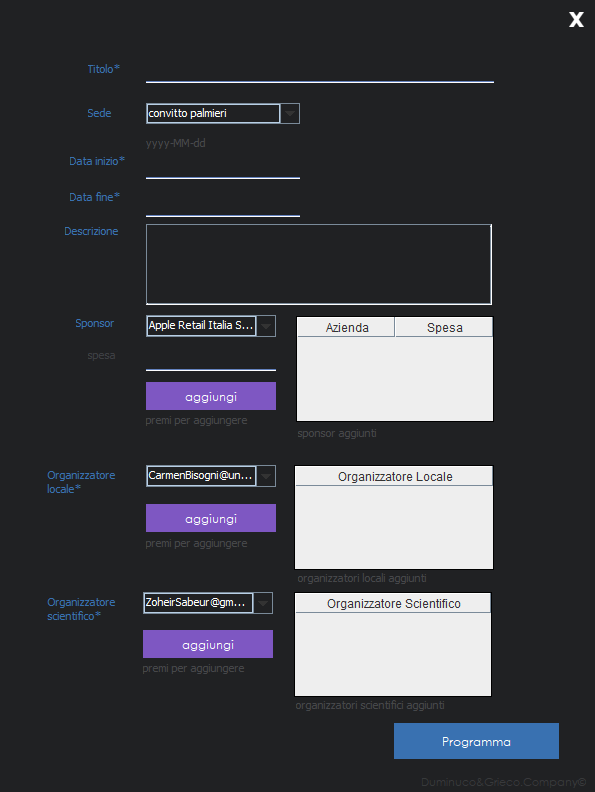 X
Titolo*
Sede
convitto palmieri
yyyy-MM-dd
Data inizio*
Data fine*
Descrizione
Sponsor
Apple Retail Italia S...
Azienda Spesa
spesa
aggiungi
premi per aggiungere
sponsor aggiunti
Organizzatore
locale*
CarmenBisogni@un...
Organizzatore Locale
aggiungi
premi per aggiungere
organizzatori locali aggiunti
Organizzatore
scientifico*
ZoheirSabeur@gm...
Organizzatore Scientifico
aggiungi
premi per aggiungere
organizzatori scientifici aggiunti
Programma
Duminuco&Grieco.Company©